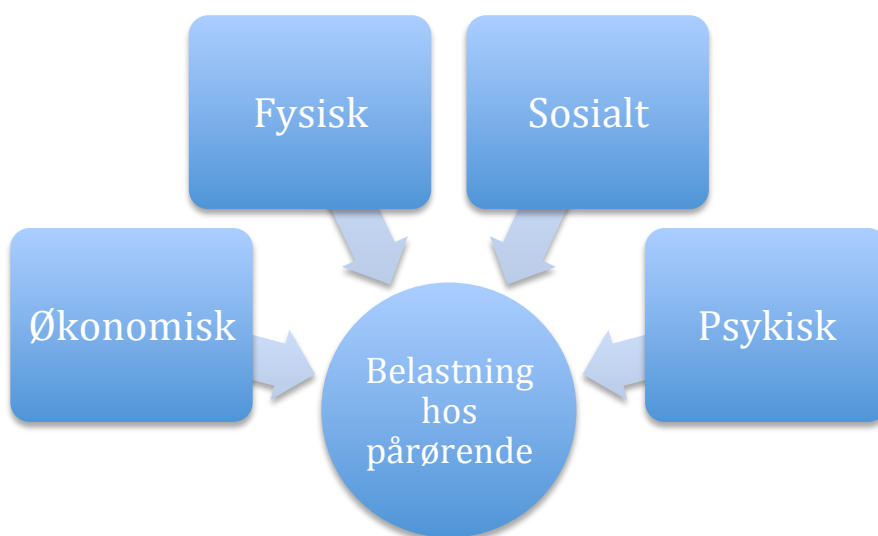 Fysisk
Sosialt
Økonomisk
Psykisk
Belastning
hos
pårørende